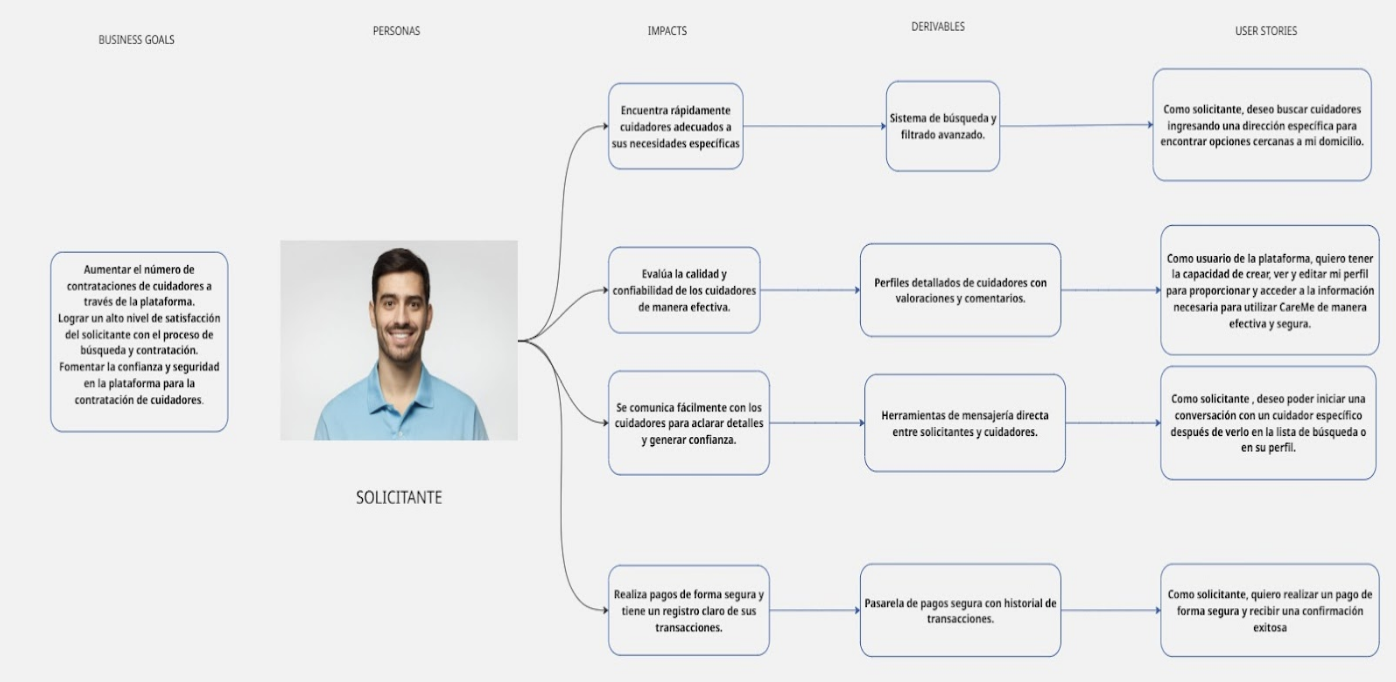 BUSINESS GOALS
PERSONAS
IMPACTS
DERIVABLES
USER STORIES
Aumentar el número de
contrataciones de cuidadores a
través de la plataforma.
Lograr un alto nivel de satisfacción
del solicitante con el proceso de
búsqueda y contratación.
Fomentar la confianza y seguridad
en la plataforma para la
contratación de cuidadores.
SOLICITANTE
Encuentra rápidamente
cuidadores adecuados a
sus necesidades específicas
Sistema de búsqueda y
filtrado avanzado.
Como solicitante, deseo buscar cuidadores
ingresando una dirección específica para
encontrar opciones cercanas a mi domicilio.
Evalúa la calidad y
confiabilidad de los cuidadores
de manera efectiva.
Perfiles detallados de cuidadores con
valoraciones y comentarios.
Como usuario de la plataforma, quiero tener
la capacidad de crear, ver y editar mi perfil
para proporcionar y acceder a la información
necesaria para utilizar CareMe de manera
efectiva y segura.
Se comunica fácilmente con los
cuidadores para aclarar detalles
y generar confianza.
Herramientas de mensajería directa
entre solicitantes y cuidadores.
Como solicitante , deseo poder iniciar una
conversación con un cuidador específico
después de verlo en la lista de búsqueda o
en su perfil.
Realiza pagos de forma segura y
tiene un registro claro de sus
transacciones.
Pasarela de pagos segura con historial de
transacciones.
Como solicitante, quiero realizar un pago de
forma segura y recibir una confirmación
exitosa